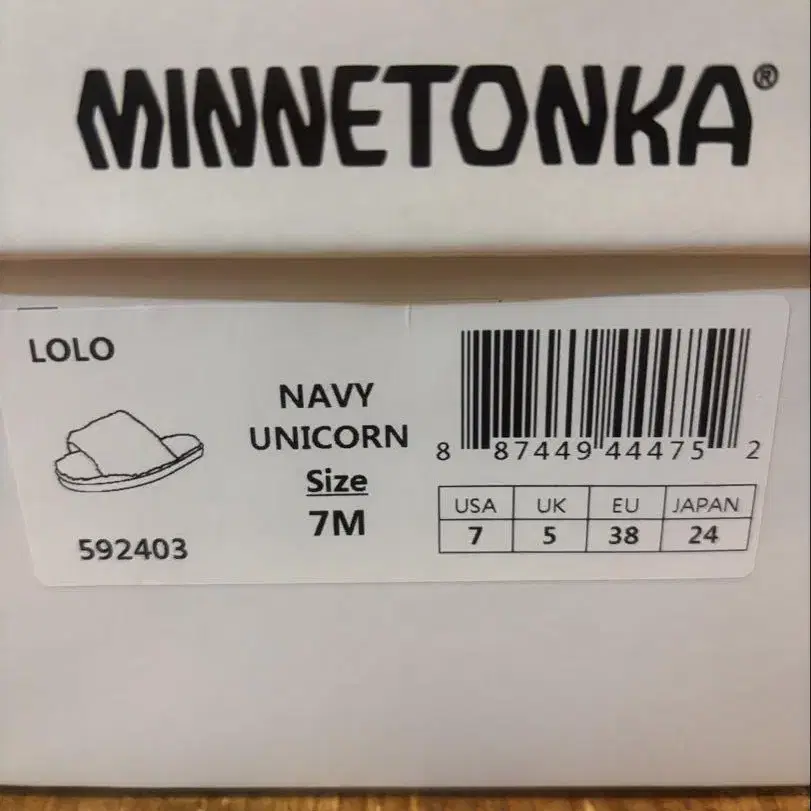 MINNETONKA®
LOLO
NAVY
UNICORN
Size
7M
592403
8 87449 44475 2
USA UK EU JAPAN
7 5 38 24